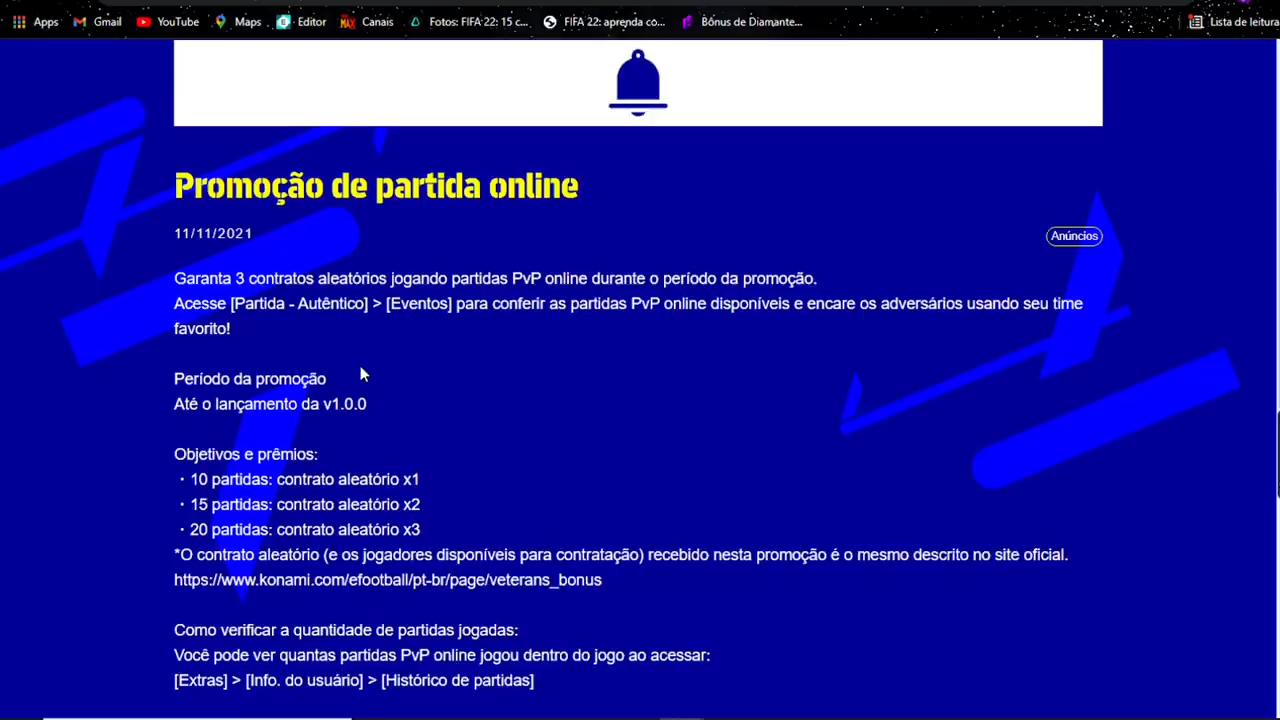 Apps Gmail YouTube Maps Editor Canais Fotos: FIFA 22: 15 c... FIFA 22: aprenda co... Bônus de Diamante... Lista de leitura
Promoção de partida online
11/11/2021
Anúncios
Garanta 3 contratos aleatórios jogando partidas PvP online durante o período da promoção.
Acesse [Partida - Autêntico] > [Eventos] para conferir as partidas PvP online disponíveis e encare os adversários usando seu time
favorito!
Período da promoção
Até o lançamento da v1.0.0
Objetivos e prêmios:
・10 partidas: contrato aleatório x1
・15 partidas: contrato aleatório x2
・20 partidas: contrato aleatório x3
*O contrato aleatório (e os jogadores disponíveis para contratação) recebido nesta promoção é o mesmo descrito no site oficial.
https://www.konami.com/efootball/pt-br/page/veterans_bonus
Como verificar a quantidade de partidas jogadas:
Você pode ver quantas partidas PvP online jogou dentro do jogo ao acessar:
[Extras] > [Info. do usuário] > [Histórico de partidas]